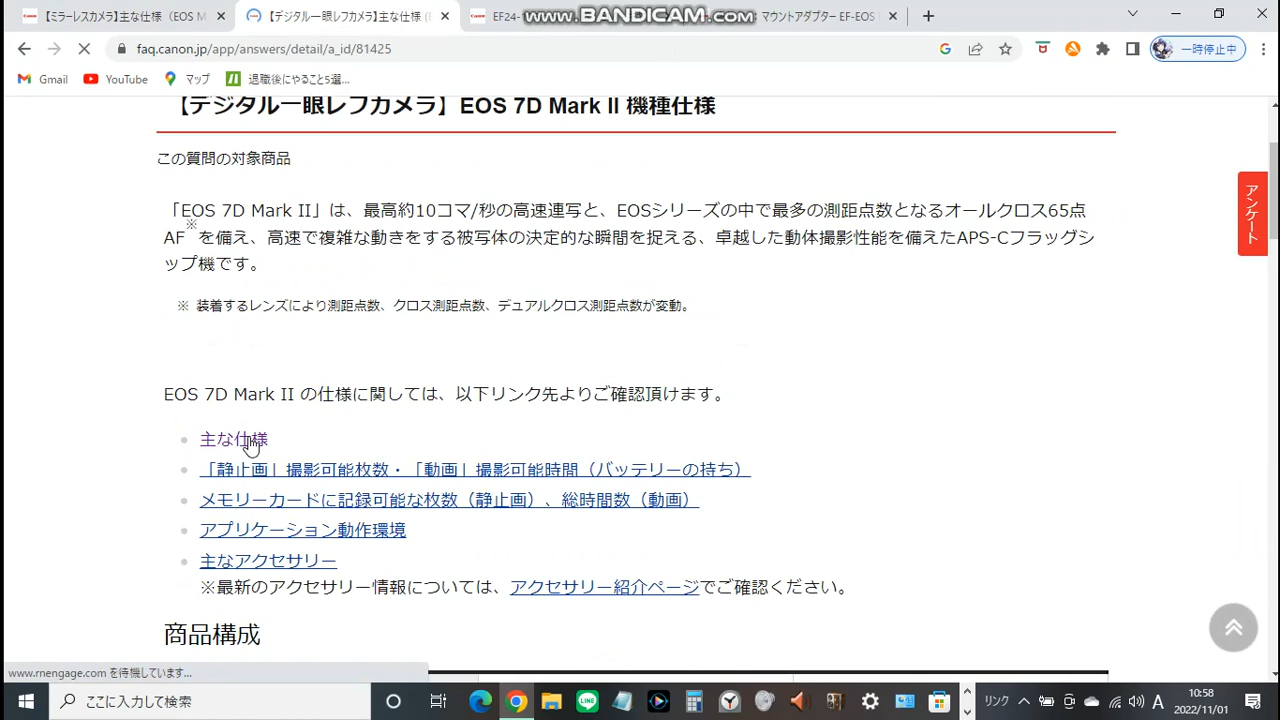 【ミラーレスカメラ】主な仕様（EOS M
【デジタル一眼レフカメラ】主な仕様 (E
EF24-
マウントアダプター EF-EOS
www.BANDICAM.com
faq.canon.jp/app/answers/detail/a_id/81425
一時停止中
Gmail
YouTube
マップ
退職後にやること5選...
【デジタル一眼レフカメラ】EOS 7D Mark II 機種仕様
この質問の対象商品
「EOS 7D Mark II」は、最高約10コマ/秒の高速連写と、EOSシリーズの中で最多の測距点数となるオールクロス65点
AF※を備え、高速で複雑な動きをする被写体の決定的な瞬間を捉える、卓越した動体撮影性能を備えたAPS-Cフラッグシ
ップ機です。
※ 装着するレンズにより測距点数、クロス測距点数、デュアルクロス測距点数が変動。
EOS 7D Mark II の仕様に関しては、以下リンク先よりご確認頂けます。
主な仕様
「静止画」撮影可能枚数・「動画」撮影可能時間（バッテリーの持ち）
メモリーカードに記録可能な枚数（静止画）、総時間数（動画）
アプリケーション動作環境
主なアクセサリー
※最新のアクセサリー情報については、アクセサリー紹介ページでご確認ください。
商品構成
アンケート
www.rnengage.com を待機しています...
ここに入力して検索
リンク
A
10:58
2022/11/01